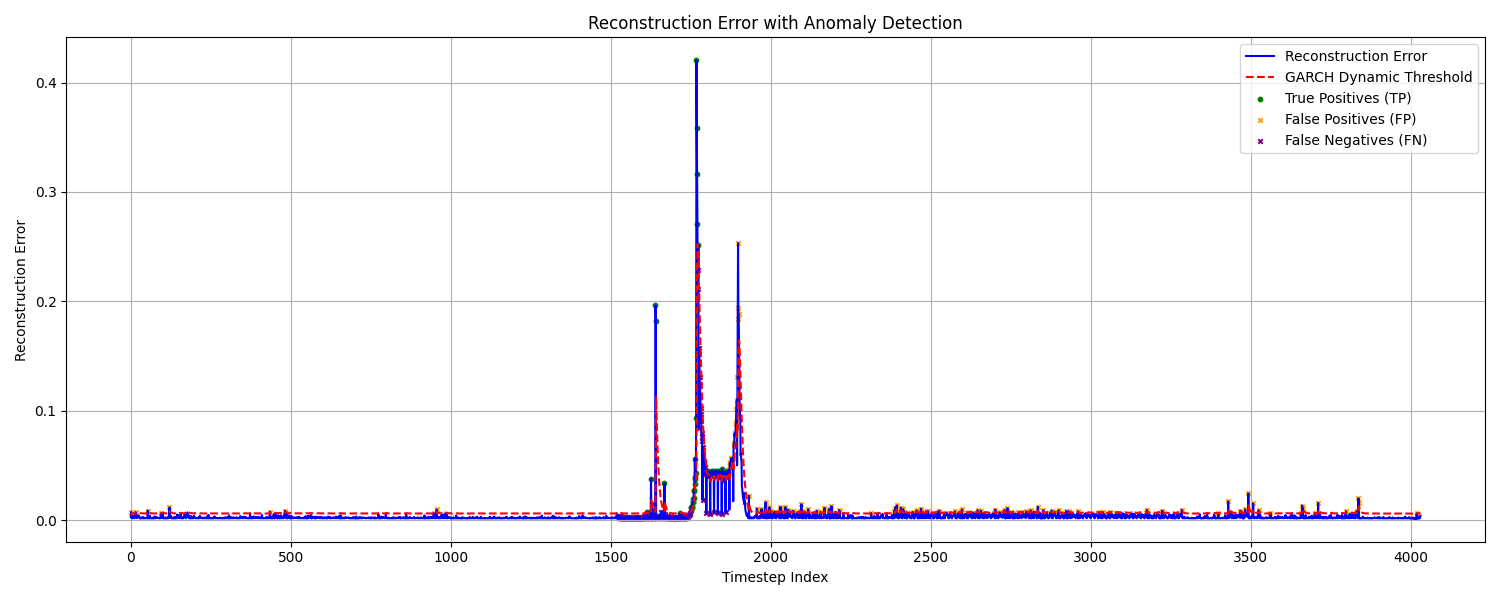 Reconstruction Error with Anomaly Detection
Reconstruction Error
GARCH Dynamic Threshold
True Positives (TP)
False Positives (FP)
False Negatives (FN)
Reconstruction Error
0.4
0.3
0.2
0.1
0.0
0 500 1000 1500 2000 2500 3000 3500 4000
Timestep Index